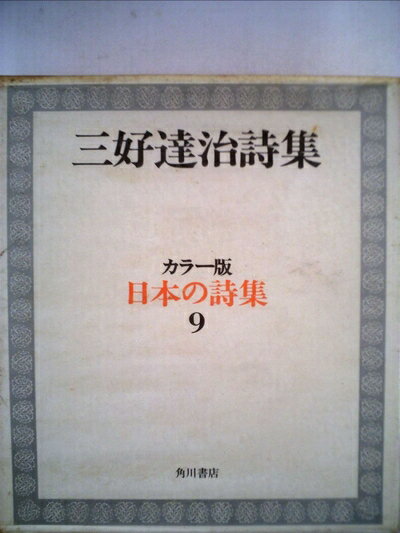 三好達治詩集
カラー版
日本の詩集
9
角川書店